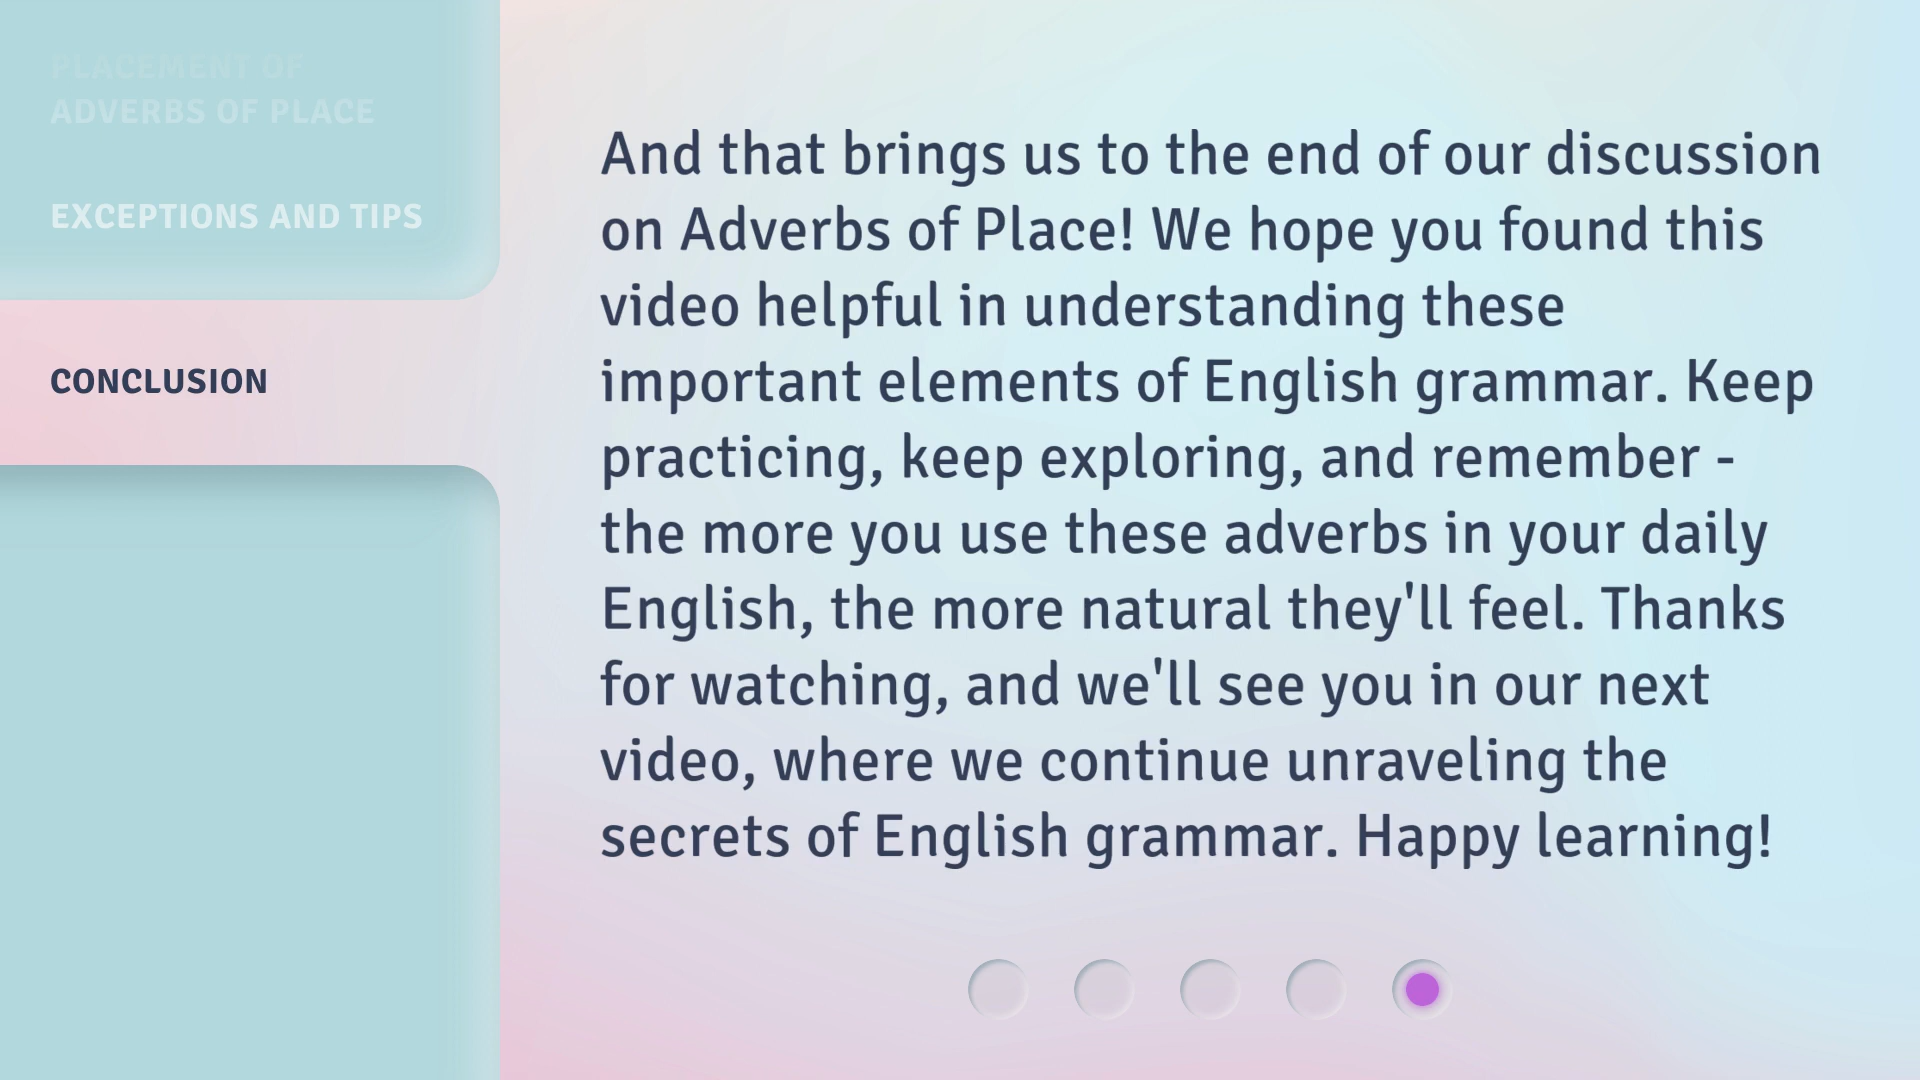 PLACEMENT OF
ADVERBS OF PLACE
EXCEPTIONS AND TIPS
CONCLUSION
And that brings us to the end of our discussion
on Adverbs of Place! We hope you found this
video helpful in understanding these
important elements of English grammar. Keep
practicing, keep exploring, and remember -
the more you use these adverbs in your daily
English, the more natural they'll feel. Thanks
for watching, and we'll see you in our next
video, where we continue unraveling the
secrets of English grammar. Happy learning!